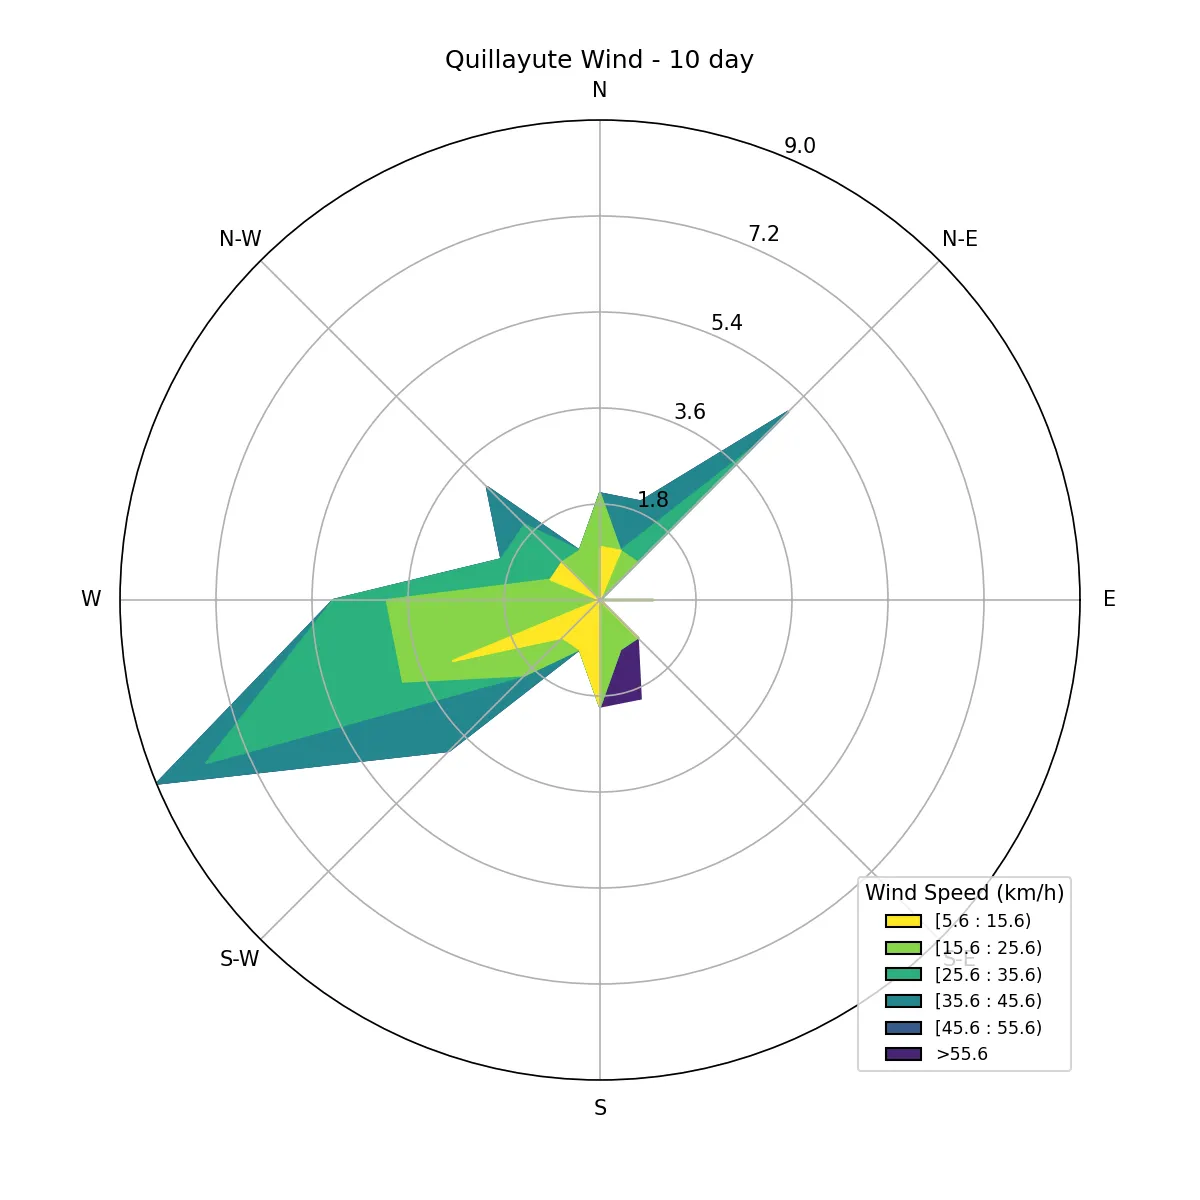 Quillayute Wind - 10 day
N
9.0
7.2
N-W
N-E
5.4
3.6
1.8
W
E
Wind Speed (km/h)
[5.6 : 15.6)
[15.6 : 25.6)
S-W
S-E
[25.6 : 35.6)
[35.6 : 45.6)
[45.6 : 55.6)
>55.6
S